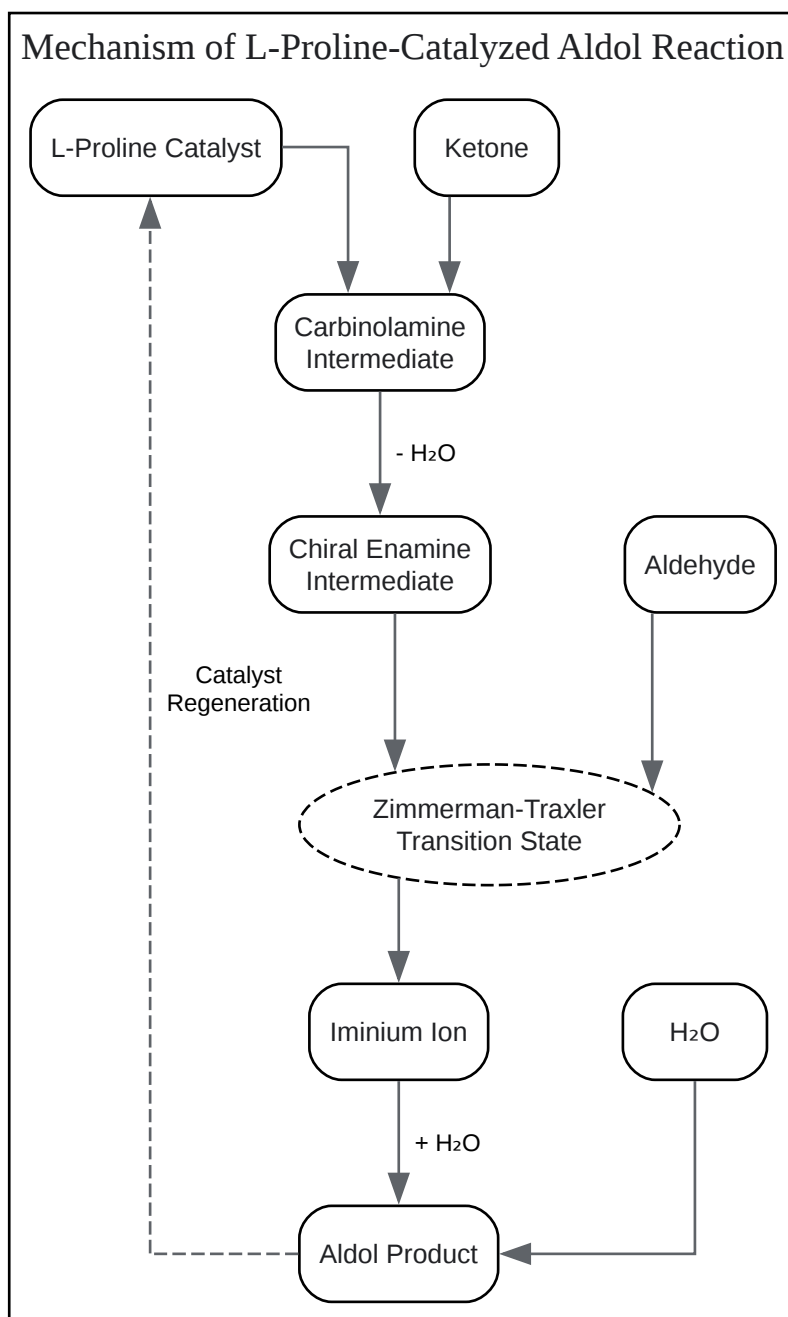 Mechanism of L-Proline-Catalyzed Aldol Reaction
L-Proline Catalyst
Ketone
Carbinolamine
Intermediate
- H₂O
Chiral Enamine
Intermediate
Aldehyde
Catalyst
Regeneration
Zimmerman-Traxler
Transition State
Iminium Ion
H₂O
+ H₂O
Aldol Product